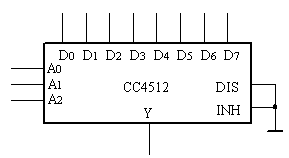 D0 D1 D2 D3 D4 D5 D6 D7
A0
A1 CC4512 DIS
A2
Y INH